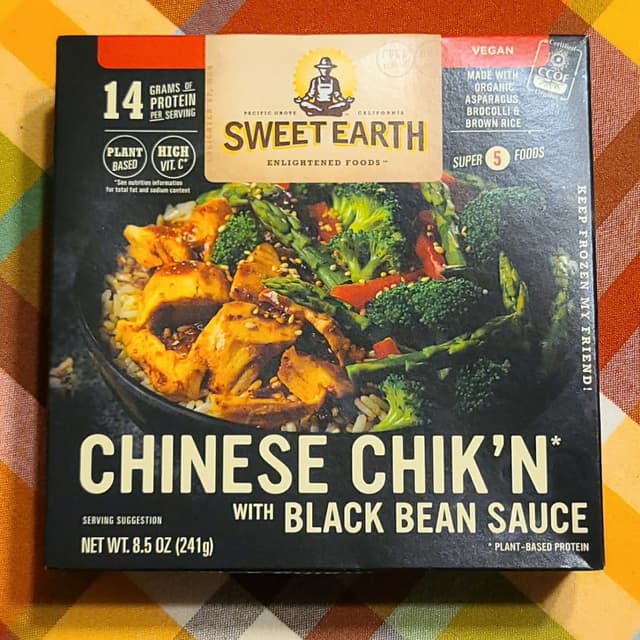 14 GRAMS OF
PROTEIN
PER SERVING
PLANT
BASED
HIGH
VIT. C*
*See nutrition information
for total fat and sodium content
PACIFIC GROVE CALIFORNIA
SWEET EARTH
ENLIGHTENED FOODS™
VEGAN
MADE WITH
ORGANIC
ASPARAGUS
BROCOLLI &
BROWN RICE
Certified
CCOF
SUPER 5 FOODS
KEEP FROZEN MY FRIEND!
CHINESE CHIK'N*
WITH BLACK BEAN SAUCE
SERVING SUGGESTION
NET WT. 8.5 OZ (241g)
* PLANT-BASED PROTEIN